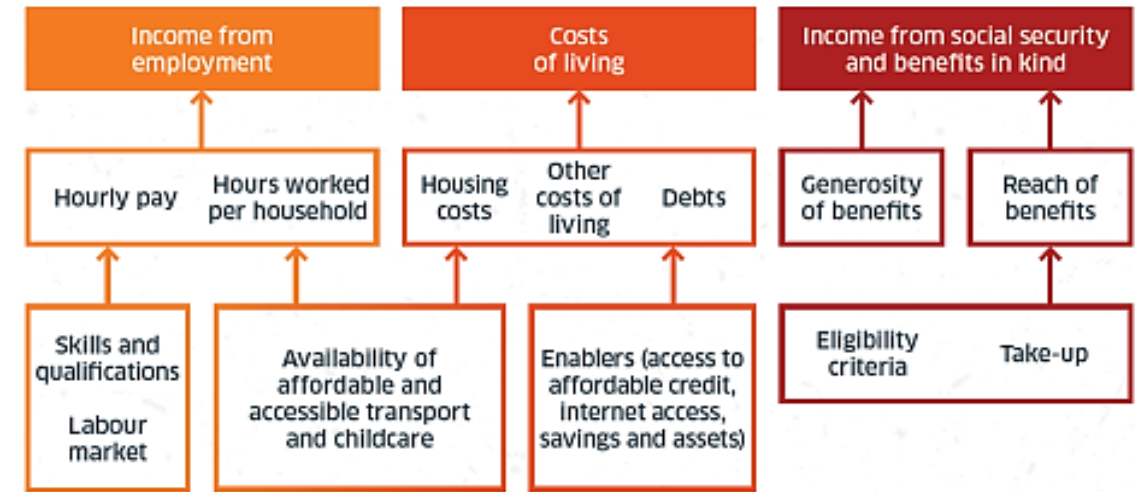 Income from
employment
Costs
of living
Income from social security
and benefits in kind
Hourly pay
Hours worked
per household
Housing
costs
Other
costs of
living
Debts
Generosity
of benefits
Reach of
benefits
Skills and
qualifications
Labour
market
Availability of
affordable and
accessible transport
and childcare
Enablers (access to
affordable credit,
internet access,
savings and assets)
Eligibility
criteria
Take-up